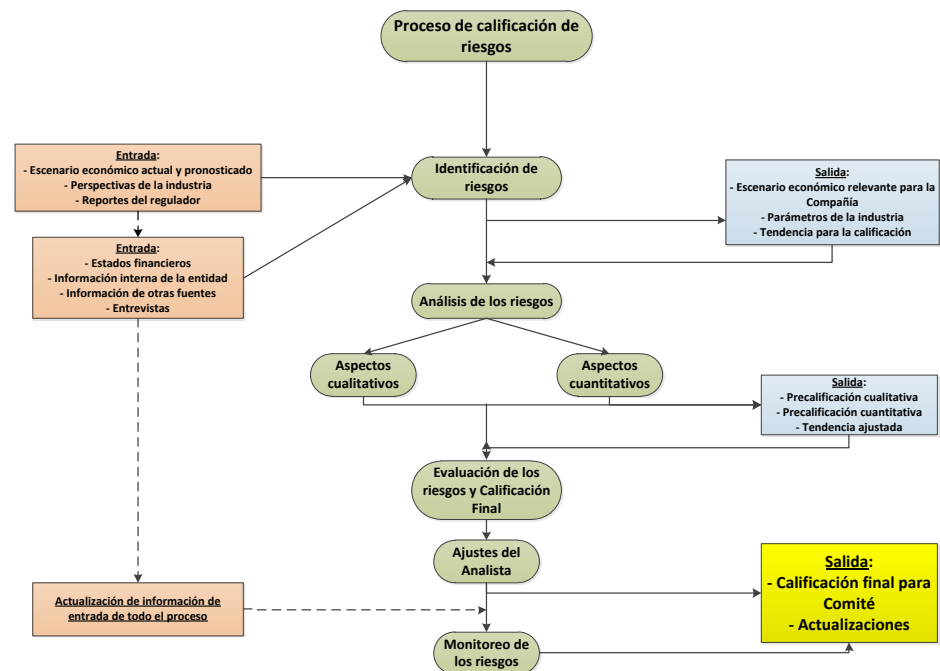 Proceso de calificación de
riesgos
Entrada:
- Escenario económico actual y pronosticado
- Perspectivas de la industria
- Reportes del regulador
Identificación de
riesgos
Salida:
- Escenario económico relevante para la
Compañía
- Parámetros de la industria
- Tendencia para la calificación
Entrada:
- Estados financieros
- Información interna de la entidad
- Información de otras fuentes
- Entrevistas
Análisis de los riesgos
Aspectos
cualitativos
Aspectos
cuantitativos
Salida:
- Precalificación cualitativa
- Precalificación cuantitativa
- Tendencia ajustada
Evaluación de los
riesgos y Calificación
Final
Ajustes del
Analista
Salida:
- Calificación final para
Comité
- Actualizaciones
Actualización de información de
entrada de todo el proceso
Monitoreo de
los riesgos